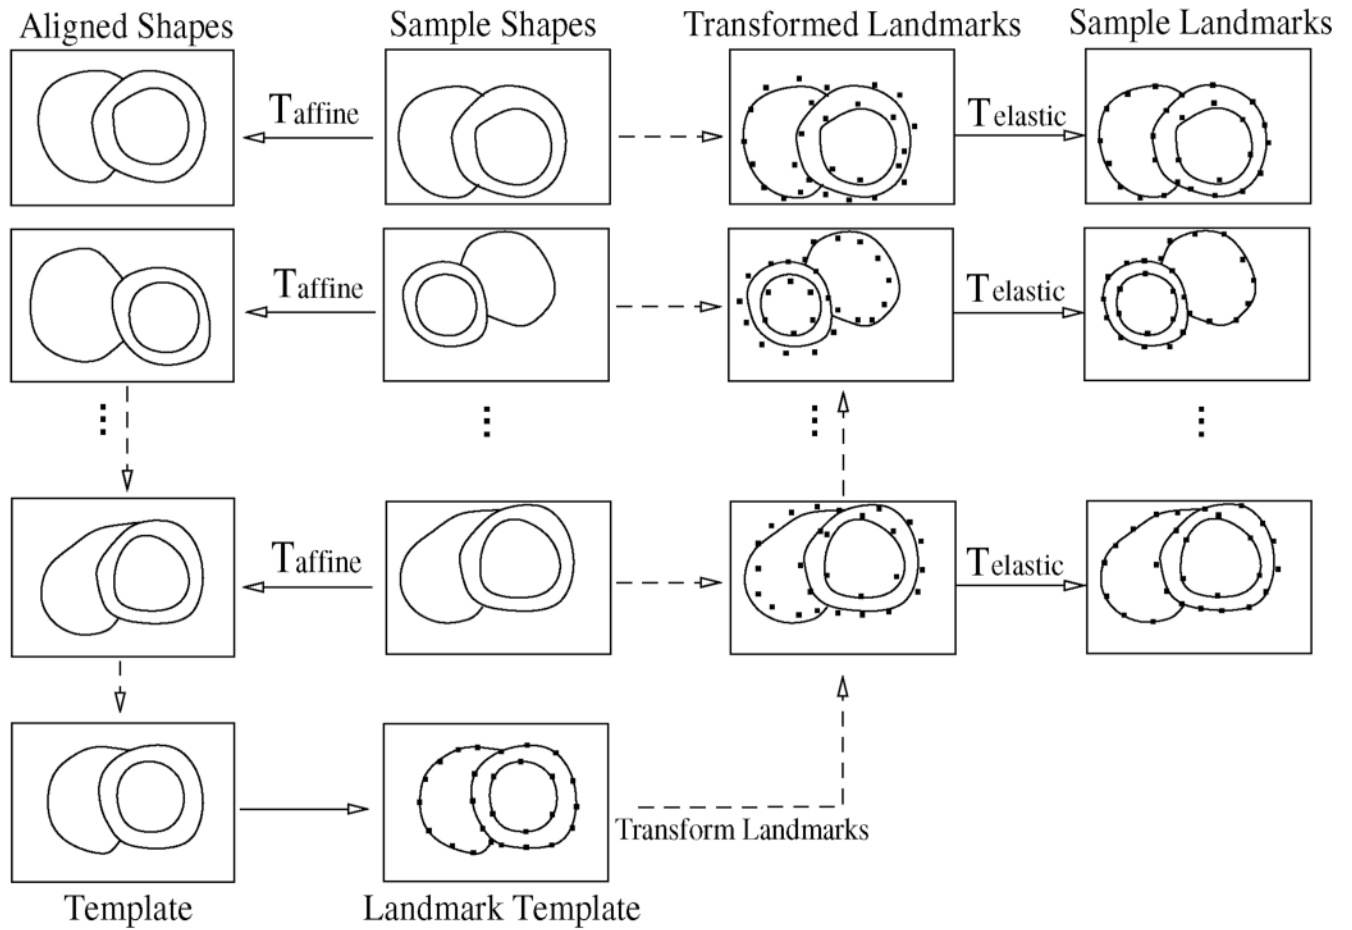 Aligned Shapes
Sample Shapes
Transformed Landmarks
Sample Landmarks
Taffine
Telastic
Taffine
Telastic
Taffine
Telastic
Transform Landmarks
Template
Landmark Template